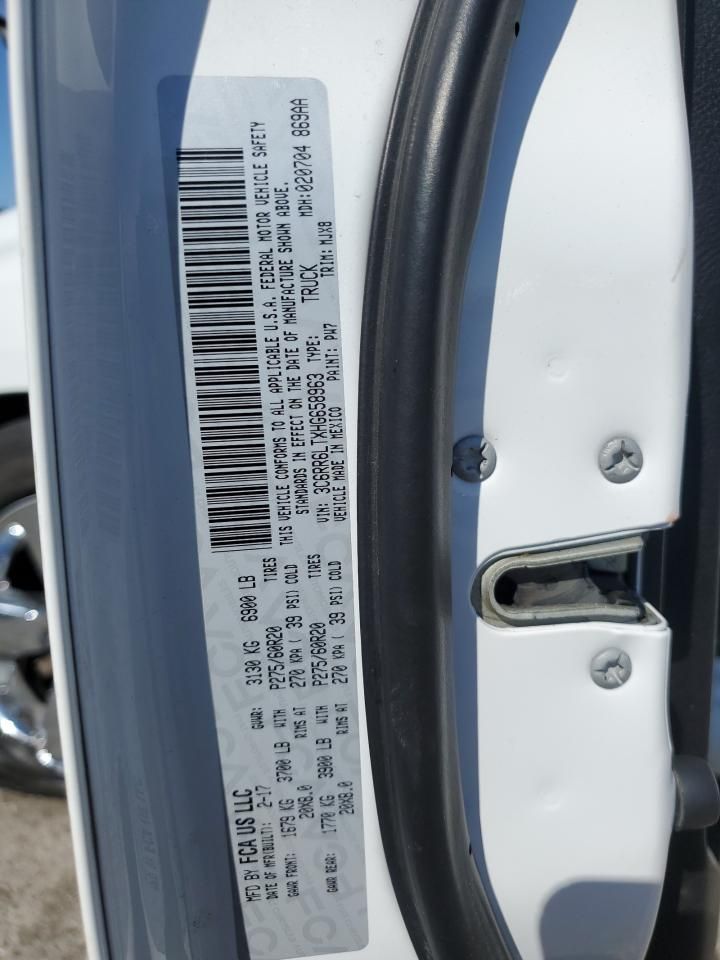 MFD BY FCA US LLC
DATE OF MFR(BUILT): 2-17 GVWR: 3130 KG 6900 LB
GAWR FRONT: 1679 KG 3700 LB WITH P275/60R20 TIRES
20X8.0 RIMS AT 270 KPA ( 39 PSI) COLD
GAWR REAR: 1770 KG 3900 LB WITH P275/60R20 TIRES
20X8.0 RIMS AT 270 KPA ( 39 PSI) COLD
THIS VEHICLE CONFORMS TO ALL APPLICABLE U.S.A. FEDERAL MOTOR VEHICLE SAFETY
STANDARDS IN EFFECT ON THE DATE OF MANUFACTURE SHOWN ABOVE.
VIN: 3C6RR6LTXHG658963 TYPE: TRUCK MDH:020704 869AA
VEHICLE MADE IN MEXICO PAINT: PW7 TRIM: MJX8